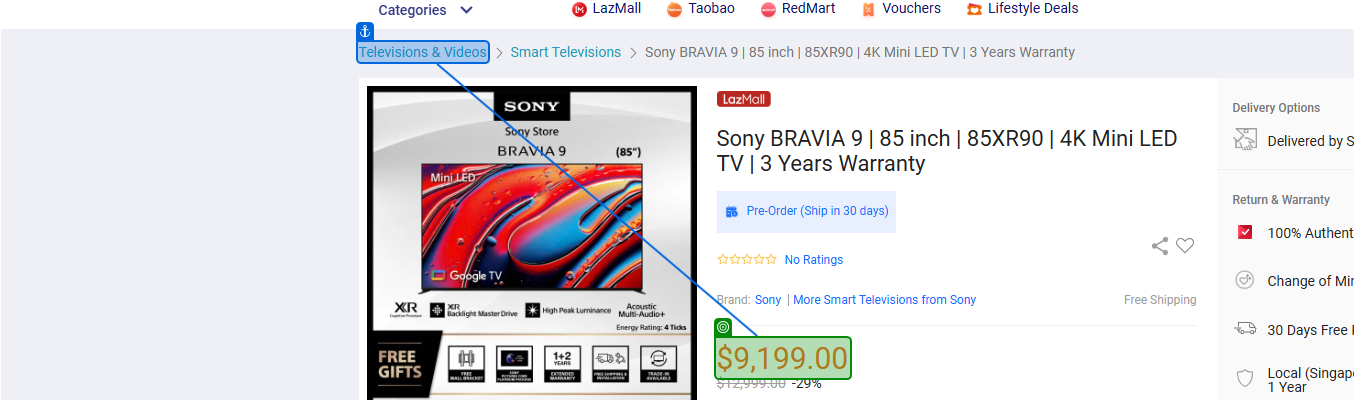 Categories
LazMall
Taobao
RedMart
Vouchers
Lifestyle Deals
Televisions & Videos > Smart Televisions > Sony BRAVIA 9 | 85 inch | 85XR90 | 4K Mini LED TV | 3 Years Warranty
SONY
Sony Store
BRAVIA 9 (85”)
Mini LED
Google TV
XR
Cognitive Processor
XR
Backlight Master Drive
High Peak Luminance
Acoustic
Multi-Audio+
Energy Rating: 4 Ticks
FREE
GIFTS
FREE
WALL BRACKET
1+2
YEARS
EXTENDED
WARRANTY
FREE SHIPPING &
INSTALLATION
TRADE-IN
AVAILABLE
LazMall
Sony BRAVIA 9 | 85 inch | 85XR90 | 4K Mini LED
TV | 3 Years Warranty
Pre-Order (Ship in 30 days)
No Ratings
Brand: Sony | More Smart Televisions from Sony
Free Shipping
$9,199.00
$12,999.00 -29%
Delivery Options
Delivered by S
Return & Warranty
100% Authent
Change of Mi
30 Days Free
Local (Singap
1 Year